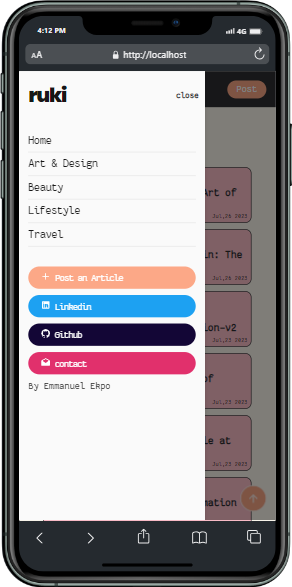 4:12 PM
4G
AA
http://localhost
ruki
close
Post
Home
Art & Design
Beauty
Lifestyle
Travel
+ Post an Article
Linkedin
Github
contact
By Emmanuel Ekpo
Art of
Jul,26 2023
in: The
Jul,26 2023
ion-v2
Jul,23 2023
of
Jul,23 2023
le at
Jul,23 2023
mation